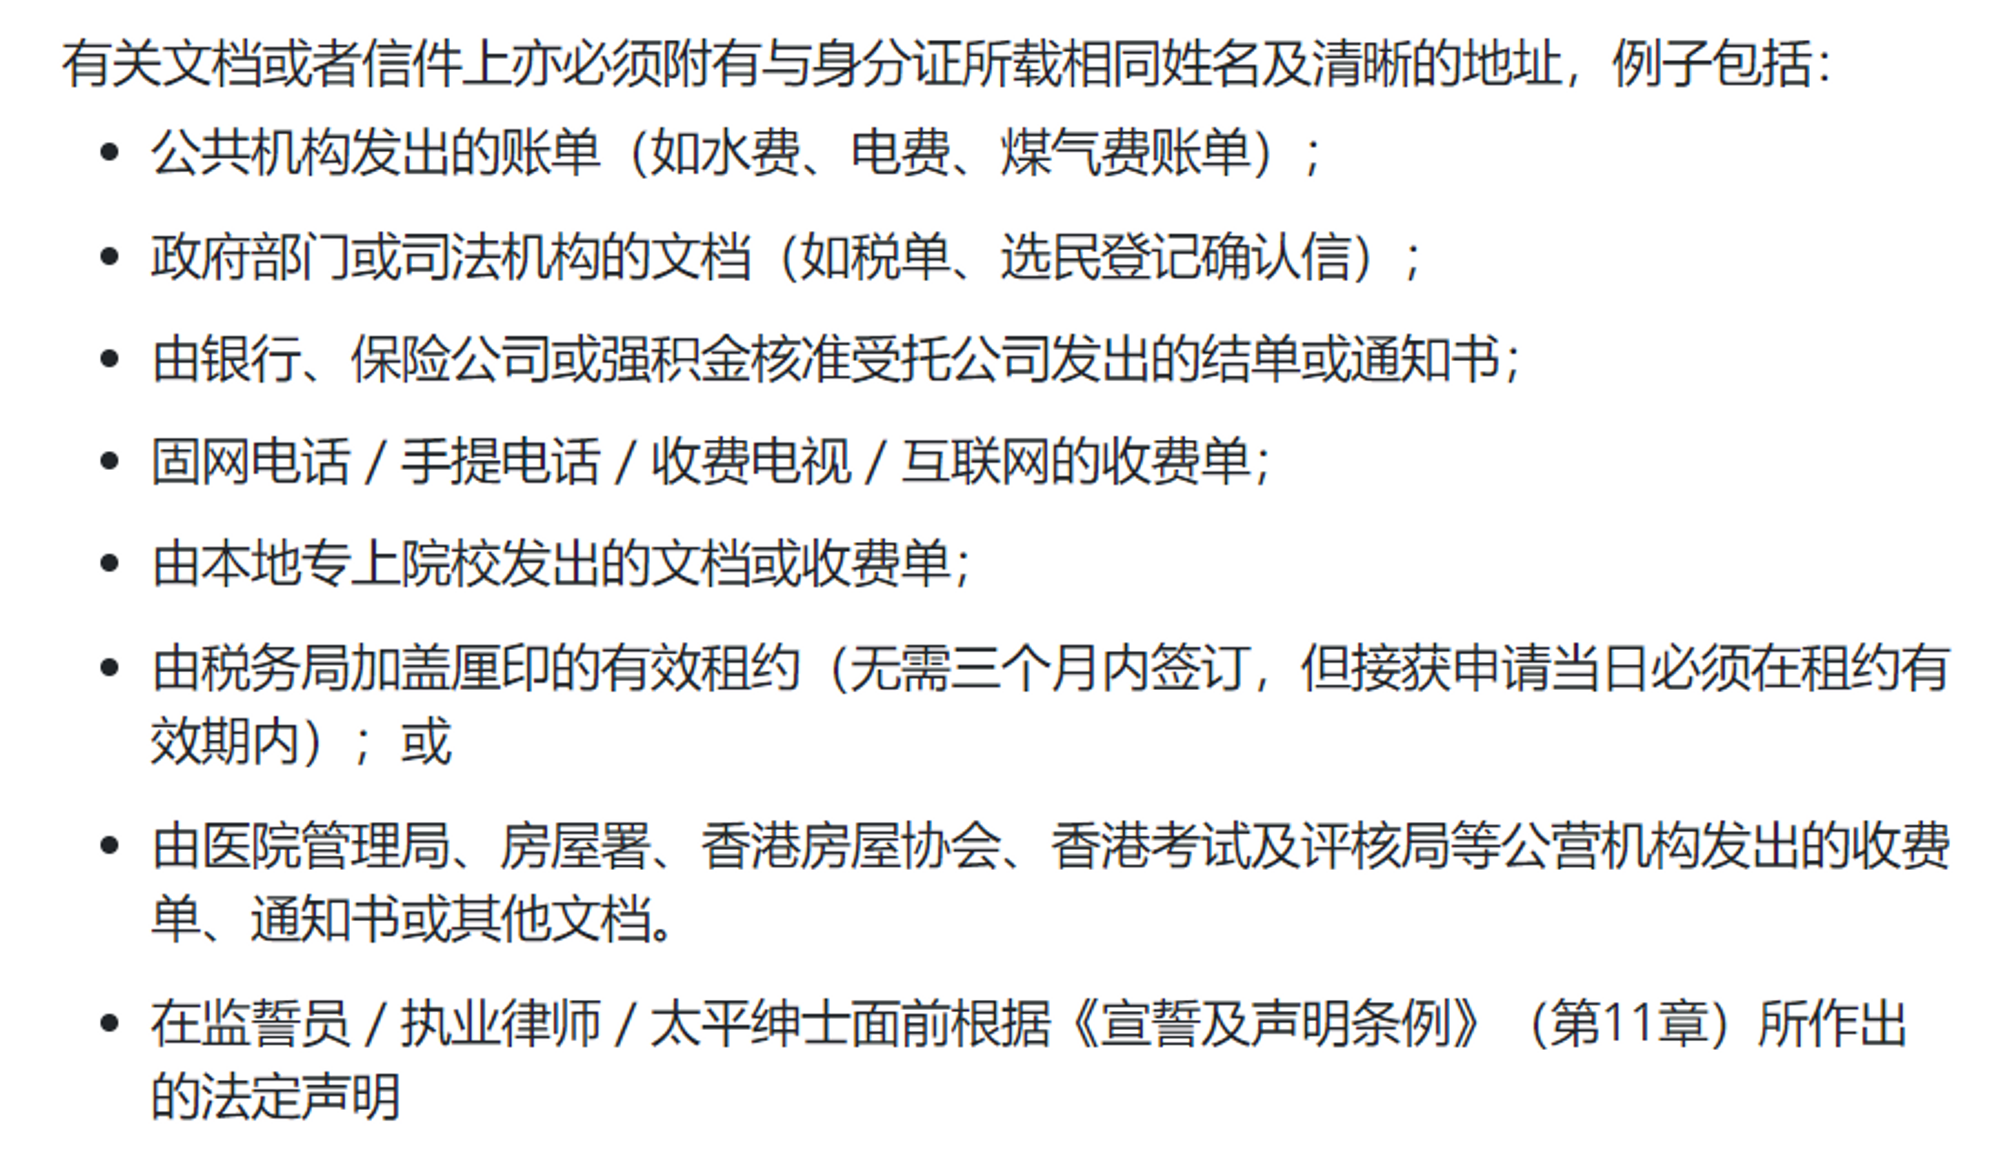 有关文档或者信件上亦必须附有与身分证所载相同姓名及清晰的地址，例子包括：
• 公共机构发出的账单（如水费、电费、煤气费账单）；
• 政府部门或司法机构的文档（如税单、选民登记确认信）；
• 由银行、保险公司或强积金核准受托公司发出的结单或通知书；
• 固网电话 / 手提电话 / 收费电视 / 互联网的收费单；
• 由本地专上院校发出的文档或收费单；
• 由税务局加盖厘印的有效租约（无需三个月内签订，但接获申请当日必须在租约有
效期内）；或
• 由医院管理局、房屋署、香港房屋协会、香港考试及评核局等公营机构发出的收费
单、通知书或其他文档。
• 在监誓员 / 执业律师 / 太平绅士面前根据《宣誓及声明条例》（第11章）所作出
的法定声明